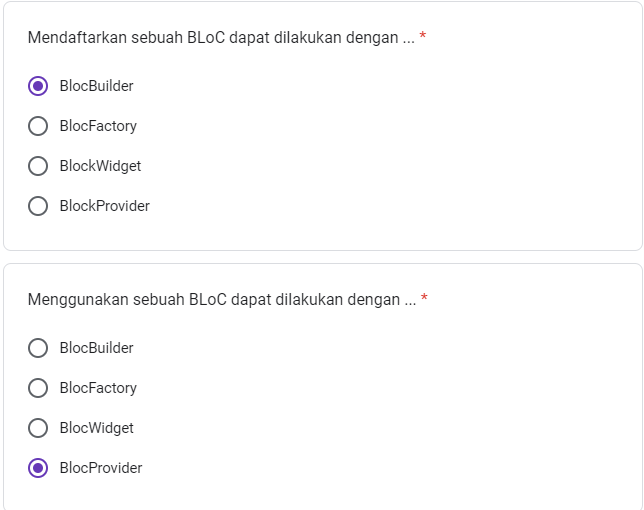 Mendaftarkan sebuah BLoC dapat dilakukan dengan ... *
BlocBuilder
BlocFactory
BlockWidget
BlockProvider
Menggunakan sebuah BLoC dapat dilakukan dengan ... *
BlocBuilder
BlocFactory
BlocWidget
BlocProvider